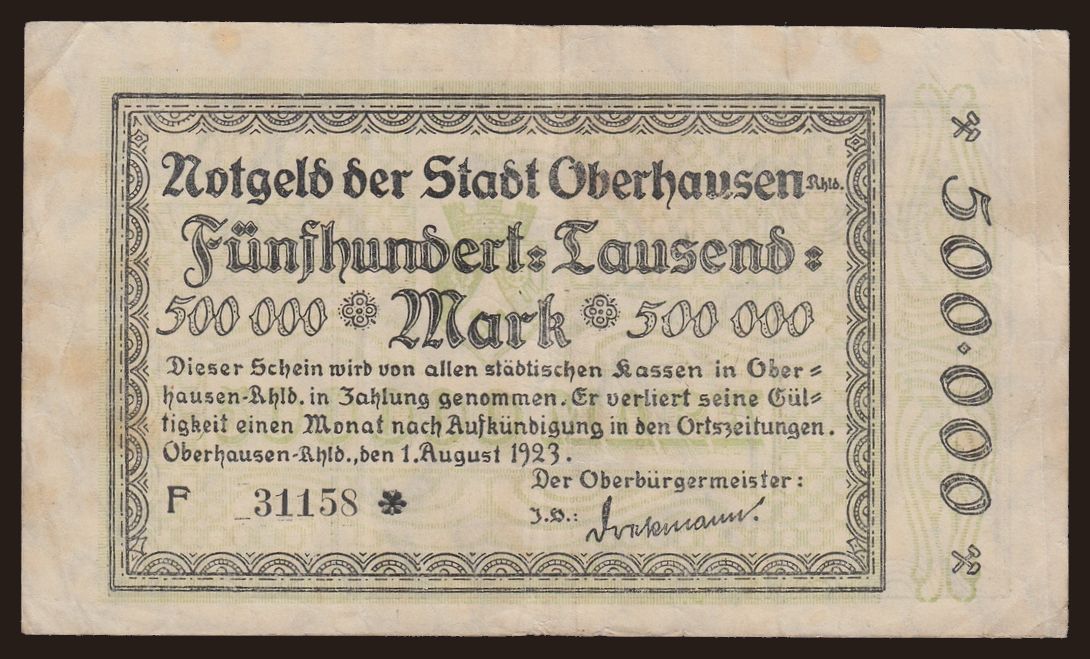 Notgeld der Stadt Oberhausen Rhld.
Fünfhundert=Tausend=
500 000 Mark 500 000
Dieser Schein wird von allen städtischen Kassen in Ober=
hausen-Rhld. in Zahlung genommen. Er verliert seine Gül=
tigkeit einen Monat nach Aufkündigung in den Ortszeitungen.
Oberhausen-Rhld., den 1. August 1923.
Der Oberbürgermeister:
F 31158 *
J.V.:
500.000